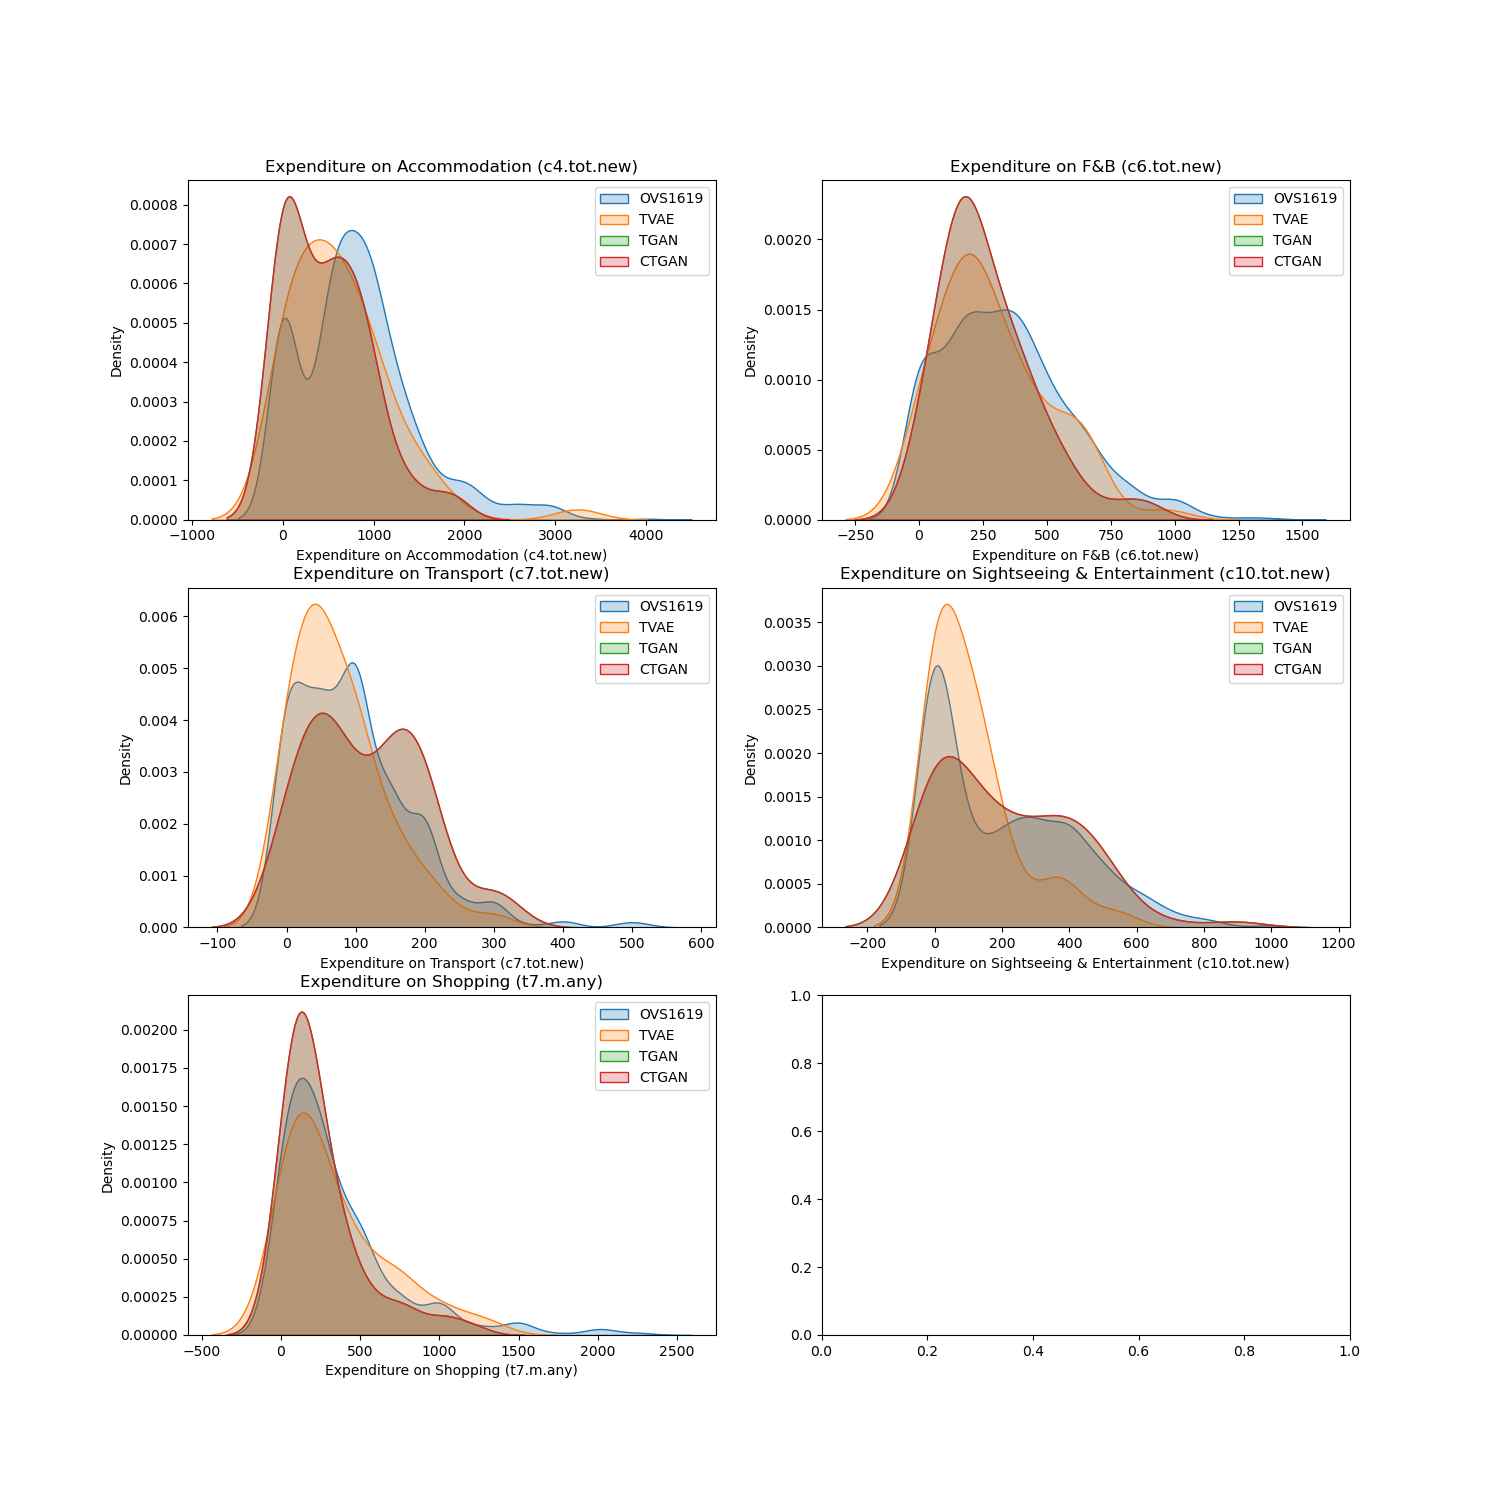 Expenditure on Accommodation (c4.tot.new)
Density
0.0008
0.0007
0.0006
0.0005
0.0004
0.0003
0.0002
0.0001
0.0000
−1000 0 1000 2000 3000 4000
Expenditure on Accommodation (c4.tot.new)
OVS1619
TVAE
TGAN
CTGAN
Expenditure on F&B (c6.tot.new)
Density
0.0020
0.0015
0.0010
0.0005
0.0000
−250 0 250 500 750 1000 1250 1500
Expenditure on F&B (c6.tot.new)
OVS1619
TVAE
TGAN
CTGAN
Expenditure on Transport (c7.tot.new)
Density
0.006
0.005
0.004
0.003
0.002
0.001
0.000
−100 0 100 200 300 400 500 600
Expenditure on Transport (c7.tot.new)
OVS1619
TVAE
TGAN
CTGAN
Expenditure on Sightseeing & Entertainment (c10.tot.new)
Density
0.0035
0.0030
0.0025
0.0020
0.0015
0.0010
0.0005
0.0000
−200 0 200 400 600 800 1000 1200
Expenditure on Sightseeing & Entertainment (c10.tot.new)
OVS1619
TVAE
TGAN
CTGAN
Expenditure on Shopping (t7.m.any)
Density
0.00200
0.00175
0.00150
0.00125
0.00100
0.00075
0.00050
0.00025
0.00000
−500 0 500 1000 1500 2000 2500
Expenditure on Shopping (t7.m.any)
OVS1619
TVAE
TGAN
CTGAN
1.0
0.8
0.6
0.4
0.2
0.0
0.0 0.2 0.4 0.6 0.8 1.0